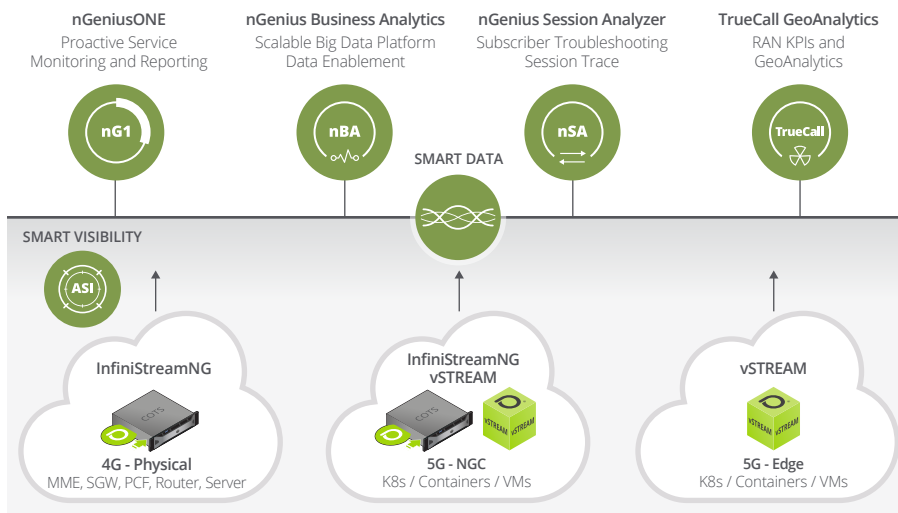 nGeniusONE
Proactive Service
Monitoring and Reporting
nG1
nGenius Business Analytics
Scalable Big Data Platform
Data Enablement
nBA
nGenius Session Analyzer
Subscriber Troubleshooting
Session Trace
nSA
TrueCall GeoAnalytics
RAN KPIs and
GeoAnalytics
TrueCall
SMART DATA
SMART VISIBILITY
ASI
InfiniStreamNG
COTS
4G - Physical
MME, SGW, PCF, Router, Server
InfiniStreamNG
vSTREAM
COTS
vSTREAM
vSTREAM
5G - NGC
K8s / Containers / VMs
vSTREAM
vSTREAM
vSTREAM
5G - Edge
K8s / Containers / VMs